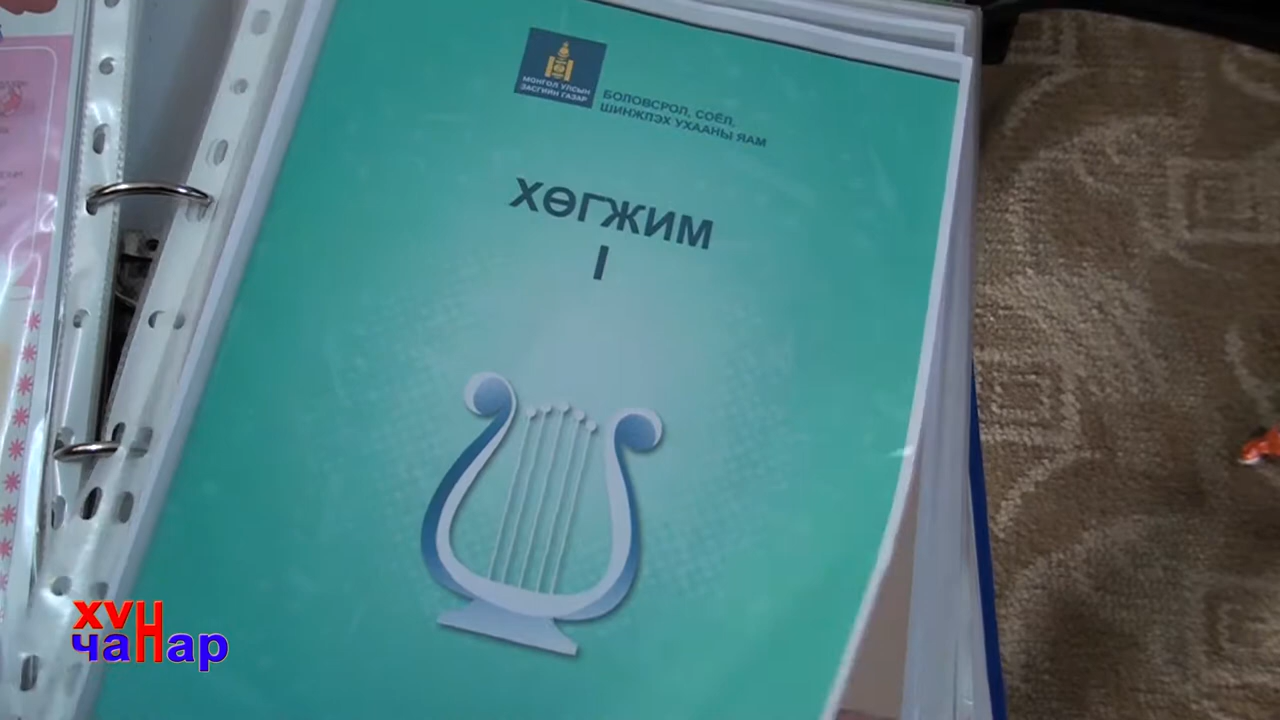 МОНГОЛ УЛСЫН
ЗАСГИЙН ГАЗАР
БОЛОВСРОЛ, СОЁЛ,
ШИНЖЛЭХ УХААНЫ ЯАМ
ХӨГЖИМ
I
хүн
чанар